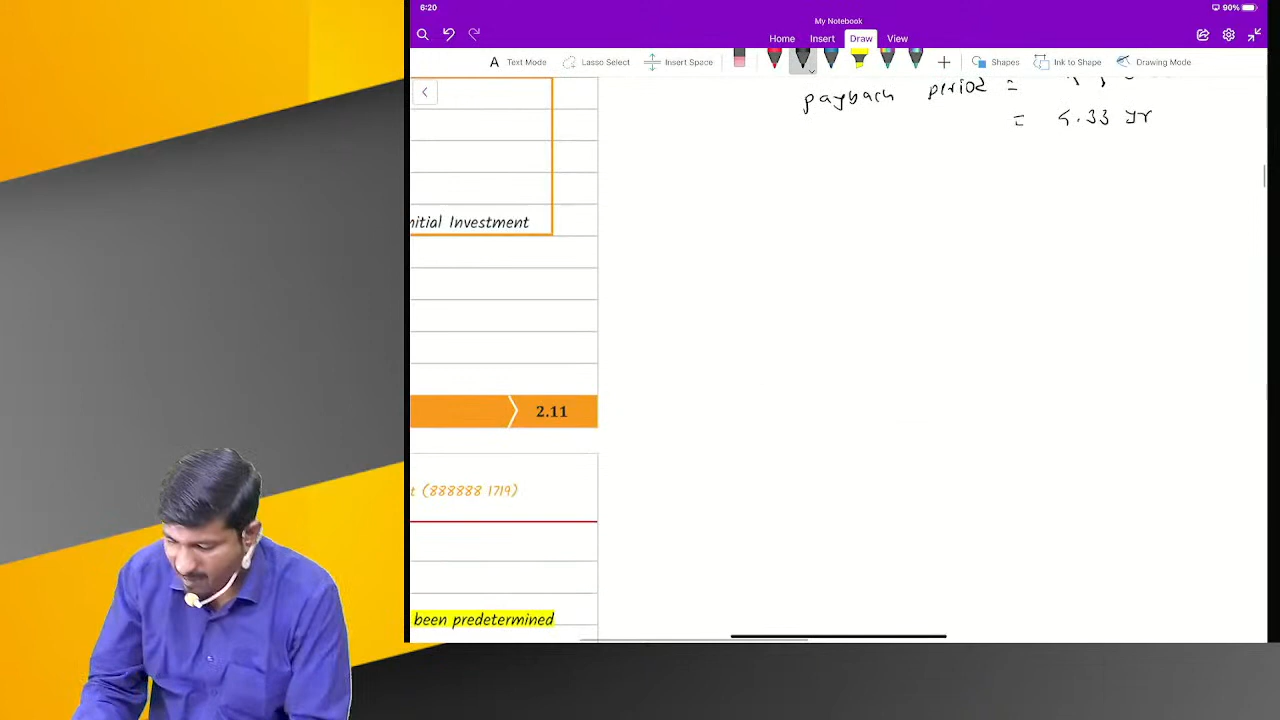 6:20
90%
My Notebook
Home Insert Draw View
Text Mode Lasso Select Insert Space Shapes Ink to Shape Drawing Mode
payback period =
= 4.33 yr
nitial Investment
2.11
t (888888 1719)
been predetermined